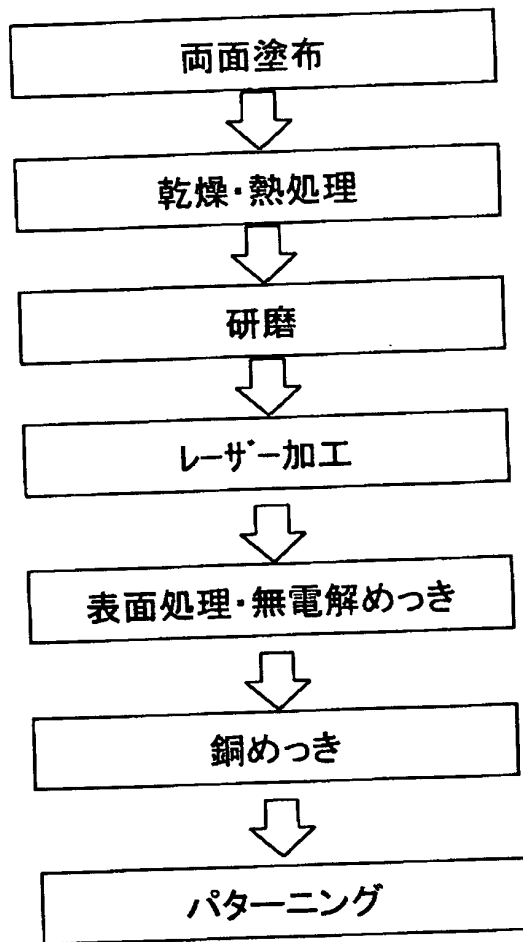 両面塗布
乾燥・熱処理
研磨
レーザー加工
表面処理・無電解めっき
銅めっき
パターニング